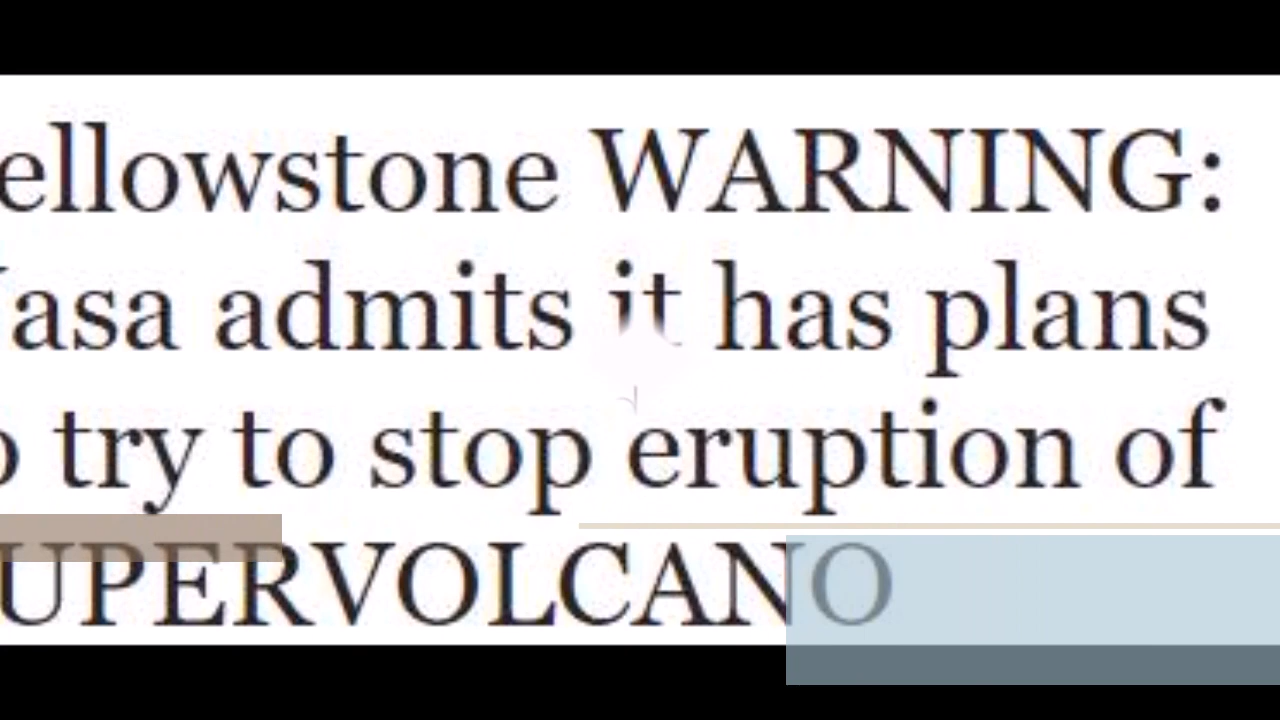 ellowstone WARNING:
asa admits it has plans
o try to stop eruption of
UPERVOLCANO